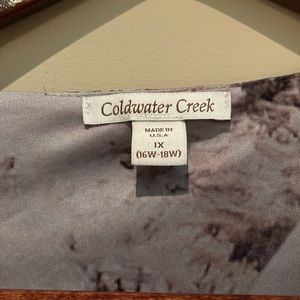 Coldwater Creek
MADE IN
U.S.A
1X
(16W-18W)